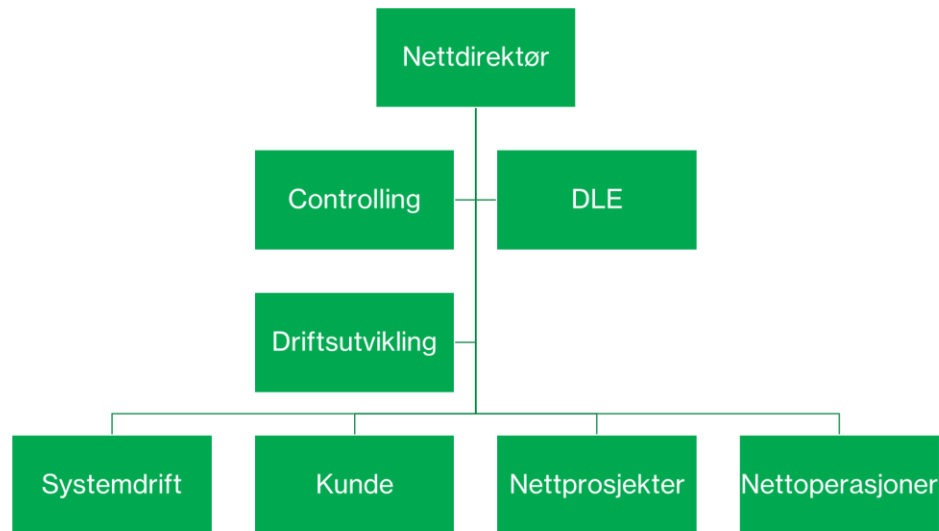 Nettdirektør
Controlling
DLE
Driftsutvikling
Systemdrift
Kunde
Nettprosjekter
Nettoperasjoner